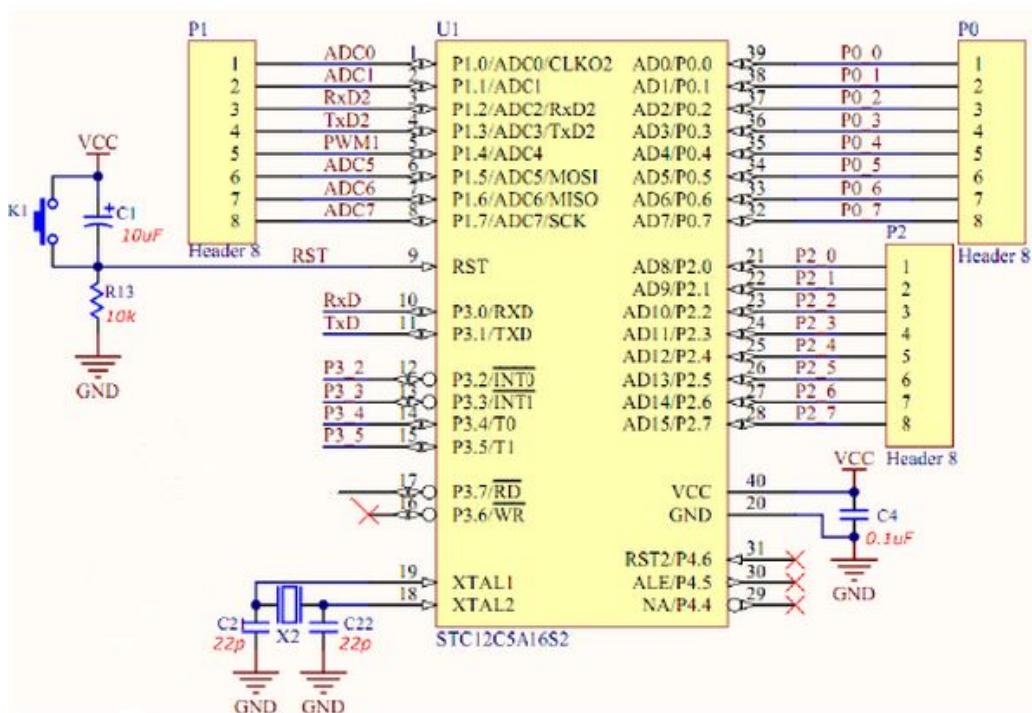 P1
U1
P0
1 ADC0 1 P1.0/ADC0/CLKO2 AD0/P0.0 39 P0_0 1
2 ADC1 2 P1.1/ADC1 AD1/P0.1 38 P0_1 2
3 RxD2 3 P1.2/ADC2/RxD2 AD2/P0.2 37 P0_2 3
4 TxD2 4 P1.3/ADC3/TxD2 AD3/P0.3 36 P0_3 4
5 PWM1 5 P1.4/ADC4 AD4/P0.4 35 P0_4 5
6 ADC5 6 P1.5/ADC5/MOSI AD5/P0.5 34 P0_5 6
7 ADC6 7 P1.6/ADC6/MISO AD6/P0.6 33 P0_6 7
8 ADC7 8 P1.7/ADC7/SCK AD7/P0.7 32 P0_7 8
Header 8
Header 8
VCC
K1
C1
10uF
R13
10k
GND
P2
RST 9 RST AD8/P2.0 21 P2_0 1
AD9/P2.1 22 P2_1 2
RxD 10 P3.0/RXD AD10/P2.2 23 P2_2 3
TxD 11 P3.1/TXD AD11/P2.3 24 P2_3 4
AD12/P2.4 25 P2_4 5
P3_2 12 P3.2/INT0 AD13/P2.5 26 P2_5 6
P3_3 13 P3.3/INT1 AD14/P2.6 27 P2_6 7
P3_4 14 P3.4/T0 AD15/P2.7 28 P2_7 8
P3_5 15 P3.5/T1
Header 8
17 P3.7/RD VCC 40
16 P3.6/WR GND 20
VCC
C4
0.1uF
GND
RST2/P4.6 31
19 XTAL1 ALE/P4.5 30
18 XTAL2 NA/P4.4 29
C21
22p
X2
C22
22p
GND
GND
STC12C5A16S2